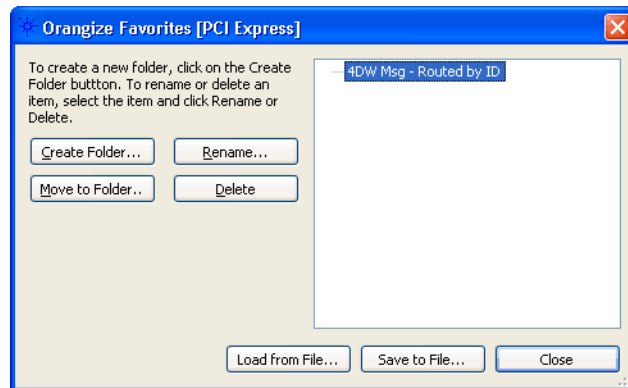 Orangize Favorites [PCI Express]
To create a new folder, click on the Create
Folder buttton. To rename or delete an
item, select the item and click Rename or
Delete.
4DW Msg - Routed by ID
Create Folder... Rename...
Move to Folder.. Delete
Load from File... Save to File... Close